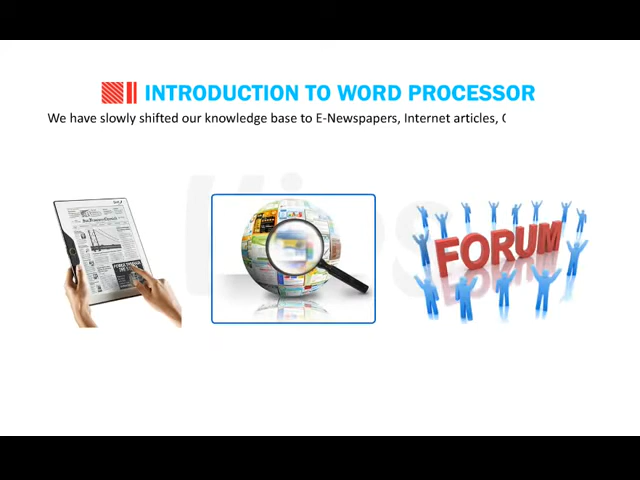 INTRODUCTION TO WORD PROCESSOR
We have slowly shifted our knowledge base to E-Newspapers, Internet articles,
FORUM